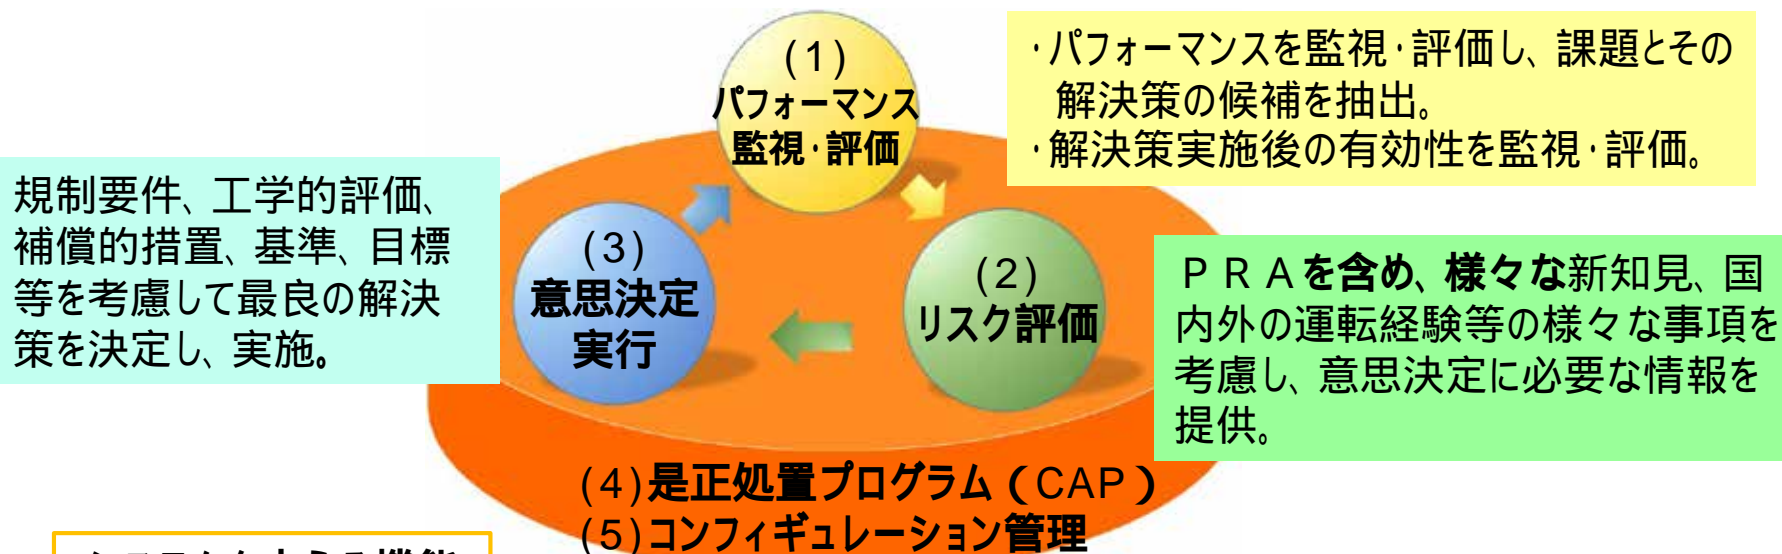 (1)
パフォーマンス
監視・評価
・パフォーマンスを監視・評価し、課題とその
解決策の候補を抽出。
・解決策実施後の有効性を監視・評価。
規制要件、工学的評価、
補償的措置、基準、目標
等を考慮して最良の解決
策を決定し、実施。
(3)
意思決定
実行
(2)
リスク評価
ＰＲＡを含め、様々な新知見、国
内外の運転経験等の様々な事項を
考慮し、意思決定に必要な情報を
提供。
(4)是正処置プログラム（CAP）
(5)コンフィギュレーション管理